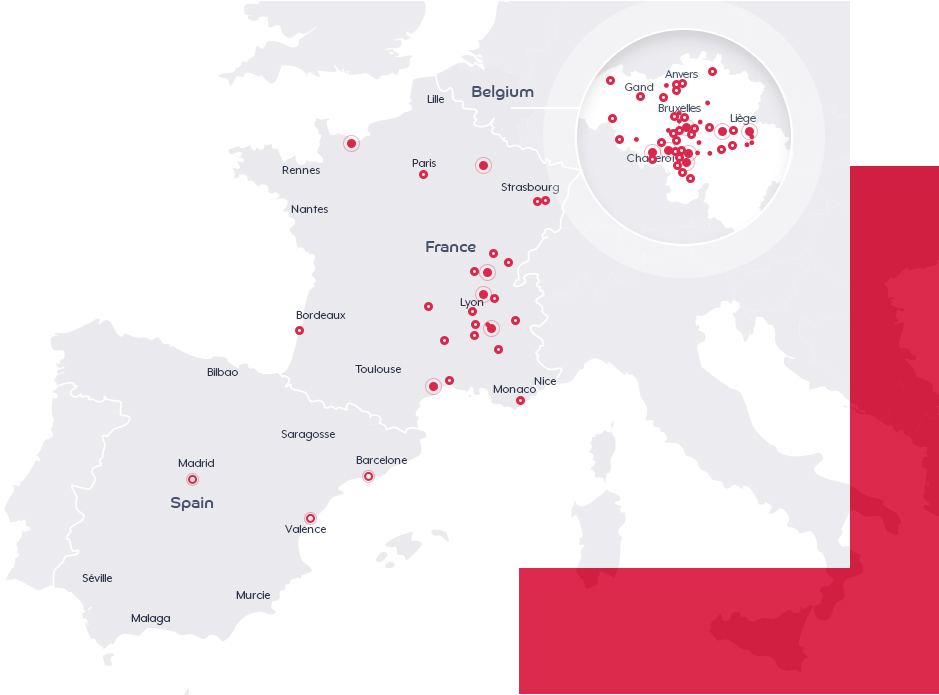 Belgium
Lille
Anvers
Gand
Bruxelles
Liège
Charleroi
Rennes
Paris
Strasbourg
Nantes
France
Lyon
Bordeaux
Toulouse
Bilbao
Monaco
Nice
Saragosse
Barcelone
Madrid
Spain
Valence
Séville
Murcie
Malaga